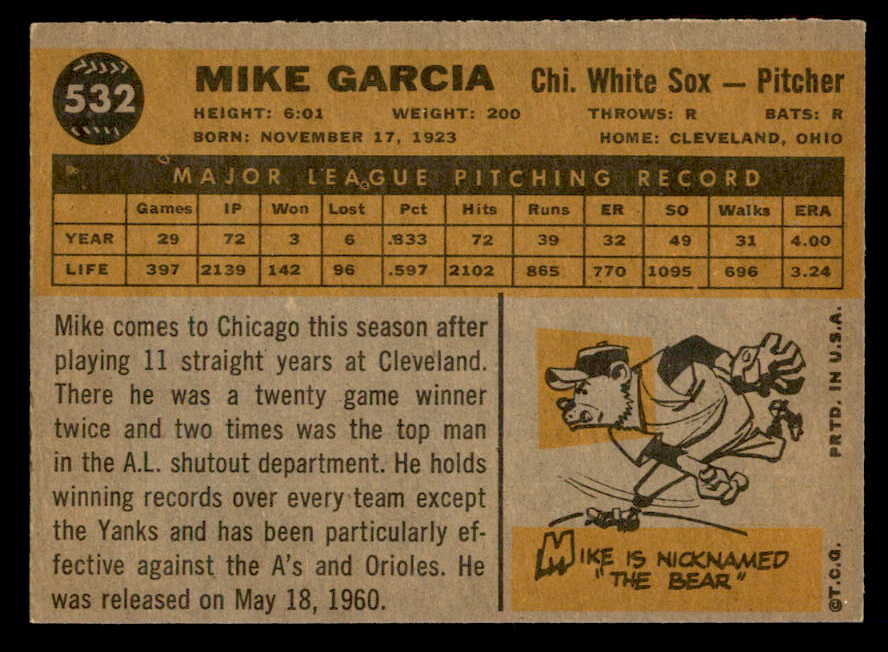 532
MIKE GARCIA Chi. White Sox — Pitcher
HEIGHT: 6:01 WEIGHT: 200 THROWS: R BATS: R
BORN: NOVEMBER 17, 1923 HOME: CLEVELAND, OHIO
MAJOR LEAGUE PITCHING RECORD
Games IP Won Lost Pct Hits Runs ER SO Walks ERA
YEAR 29 72 3 6 .833 72 39 32 49 31 4.00
LIFE 397 2139 142 96 .597 2102 865 770 1095 696 3.24
Mike comes to Chicago this season after
playing 11 straight years at Cleveland.
There he was a twenty game winner
twice and two times was the top man
in the A.L. shutout department. He holds
winning records over every team except
the Yanks and has been particularly ef-
fective against the A's and Orioles. He
was released on May 18, 1960.
MIKE IS NICKNAMED
"THE BEAR"
PRTD. IN U.S.A.
©T.C.G.